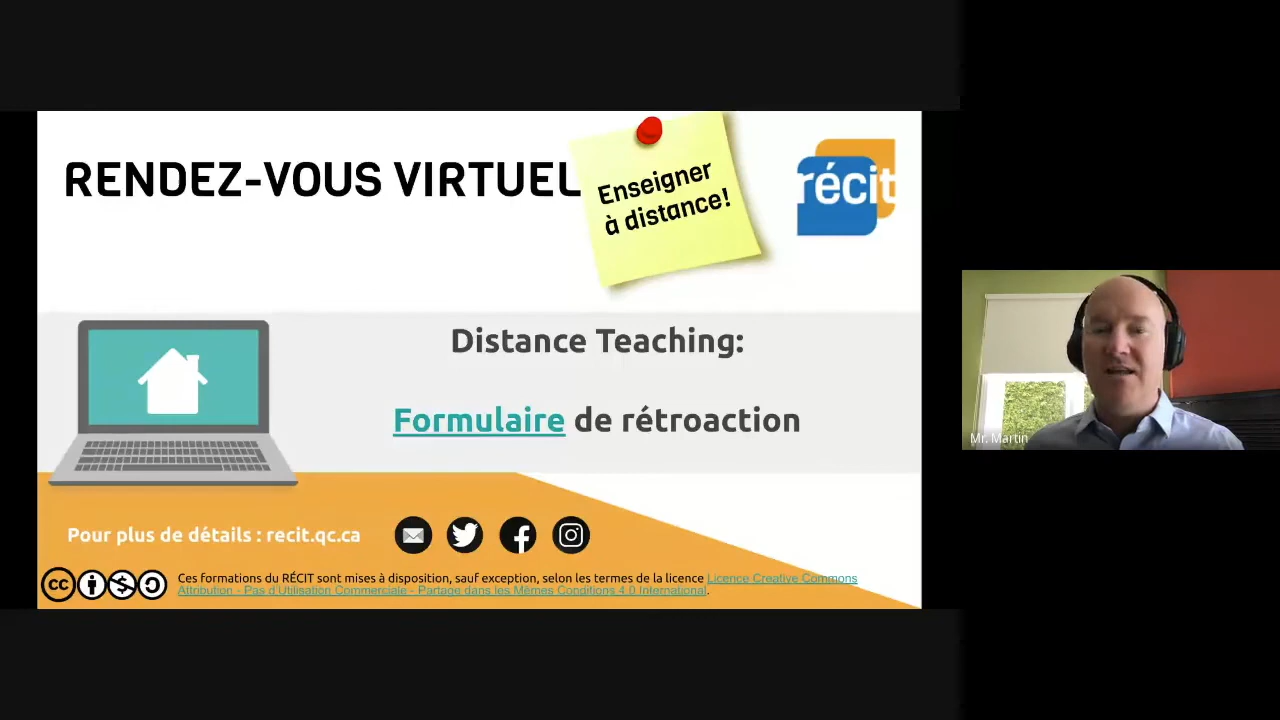 RENDEZ-VOUS VIRTUEL
Enseigner
à distance!
récit
Distance Teaching:
Formulaire de rétroaction
Mr. Martin
Pour plus de détails : recit.qc.ca
cc
Ces formations du RÉCIT sont mises à disposition, sauf exception, selon les termes de la licence Licence Creative Commons
Attribution - Pas d'Utilisation Commerciale - Partage dans les Mêmes Conditions 4.0 International.